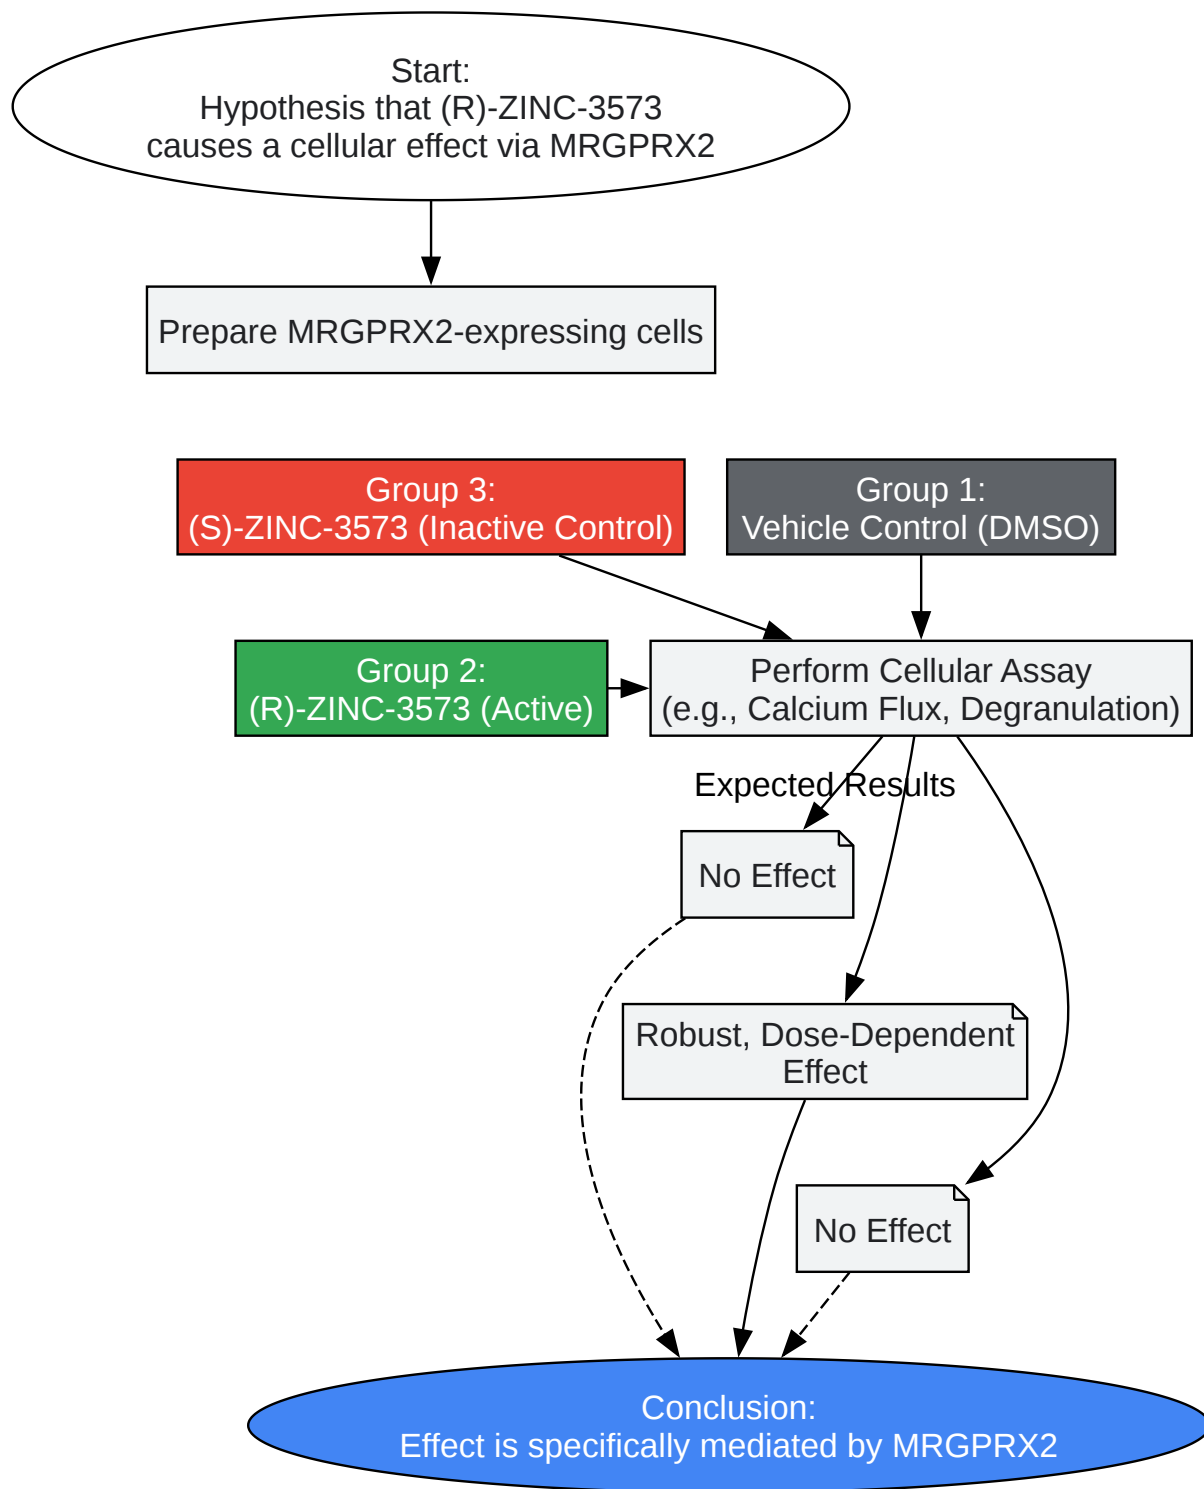 Start:
Hypothesis that (R)-ZINC-3573
causes a cellular effect via MRGPRX2
Prepare MRGPRX2-expressing cells
Group 3:
(S)-ZINC-3573 (Inactive Control)
Group 1:
Vehicle Control (DMSO)
Group 2:
(R)-ZINC-3573 (Active)
Perform Cellular Assay
(e.g., Calcium Flux, Degranulation)
Expected Results
No Effect
Robust, Dose-Dependent
Effect
No Effect
Conclusion:
Effect is specifically mediated by MRGPRX2